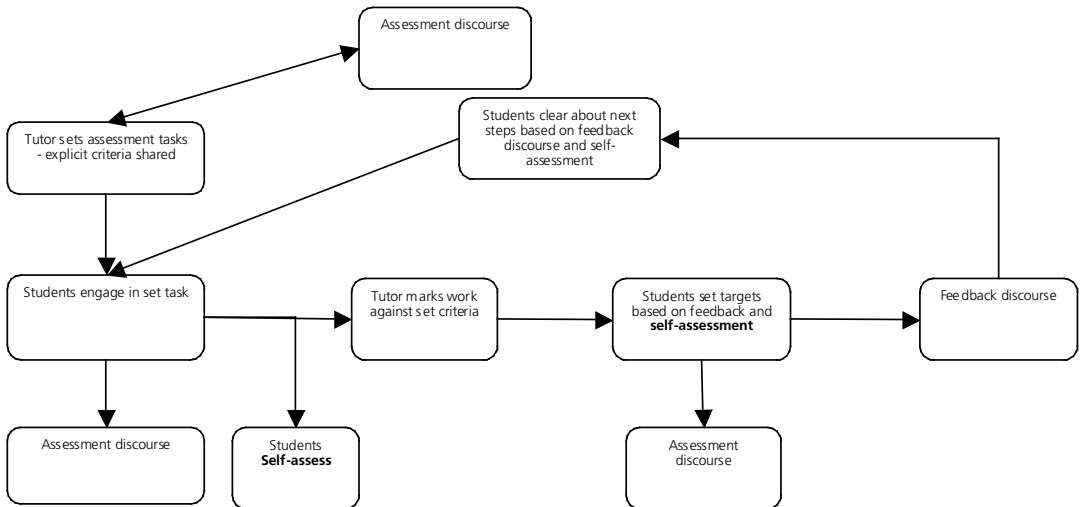 Assessment discourse
Students clear about next
steps based on feedback
discourse and self-
assessment
Tutor sets assessment tasks
- explicit criteria shared
Students engage in set task
Tutor marks work
against set criteria
Students set targets
based on feedback and
self-assessment
Feedback discourse
Assessment discourse
Students
Self-assess
Assessment
discourse